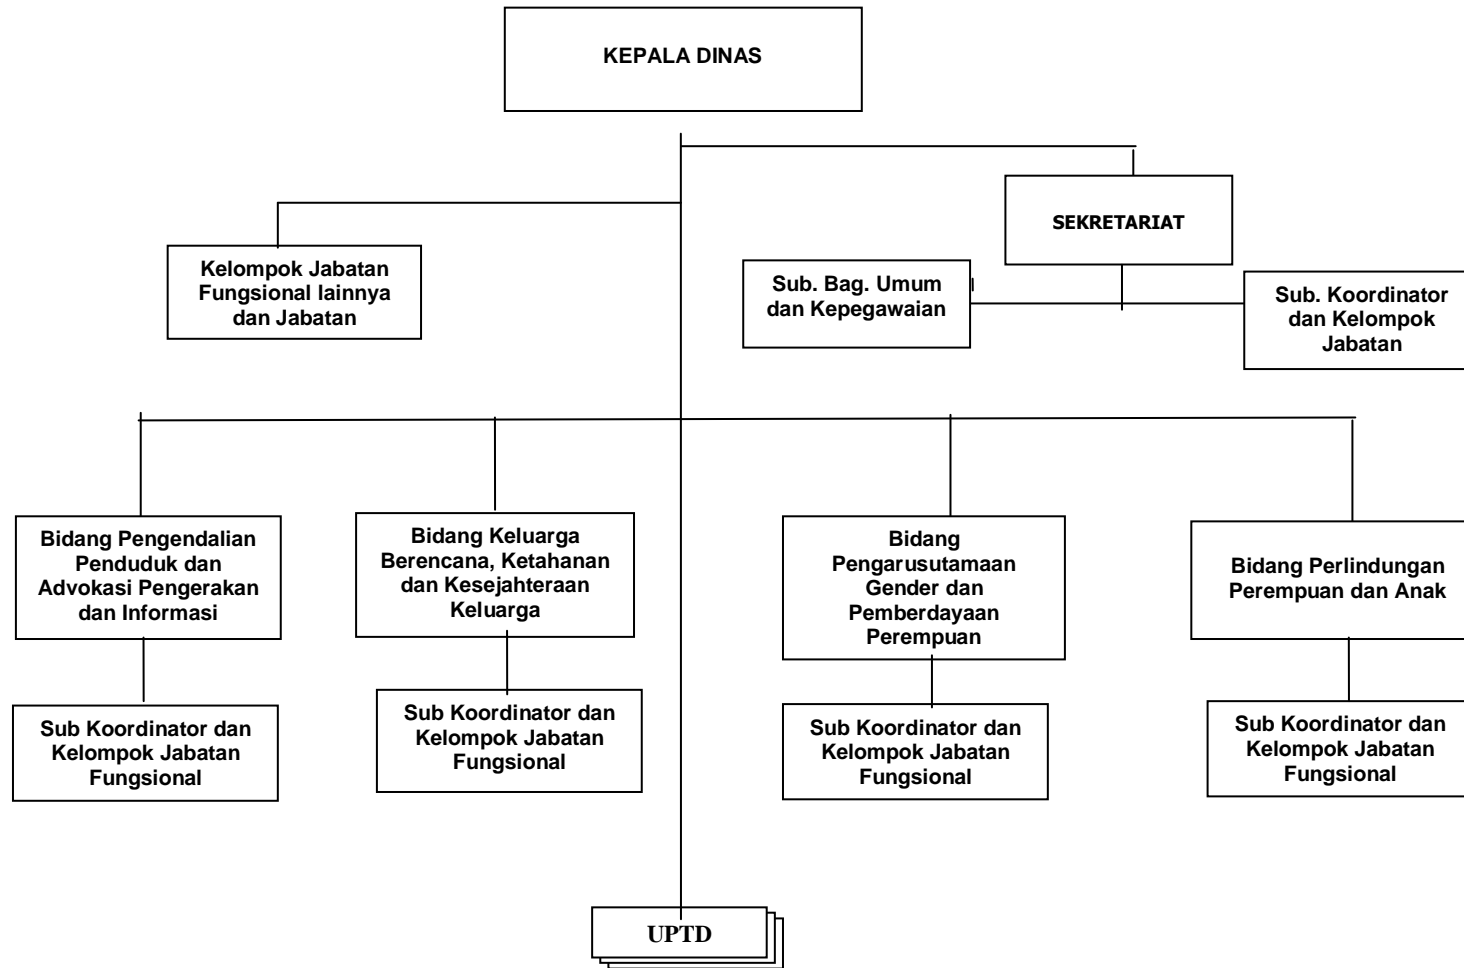 KEPALA DINAS
SEKRETARIAT
Kelompok Jabatan
Fungsional lainnya
dan Jabatan
Sub. Bag. Umum
dan Kepegawaian
Sub. Koordinator
dan Kelompok
Jabatan
Bidang Pengendalian
Penduduk dan
Advokasi Pengerakan
dan Informasi
Bidang Keluarga
Berencana, Ketahanan
dan Kesejahteraan
Keluarga
Bidang
Pengarusutamaan
Gender dan
Pemberdayaan
Perempuan
Bidang Perlindungan
Perempuan dan Anak
Sub Koordinator dan
Kelompok Jabatan
Fungsional
Sub Koordinator dan
Kelompok Jabatan
Fungsional
Sub Koordinator dan
Kelompok Jabatan
Fungsional
Sub Koordinator dan
Kelompok Jabatan
Fungsional
UPTD